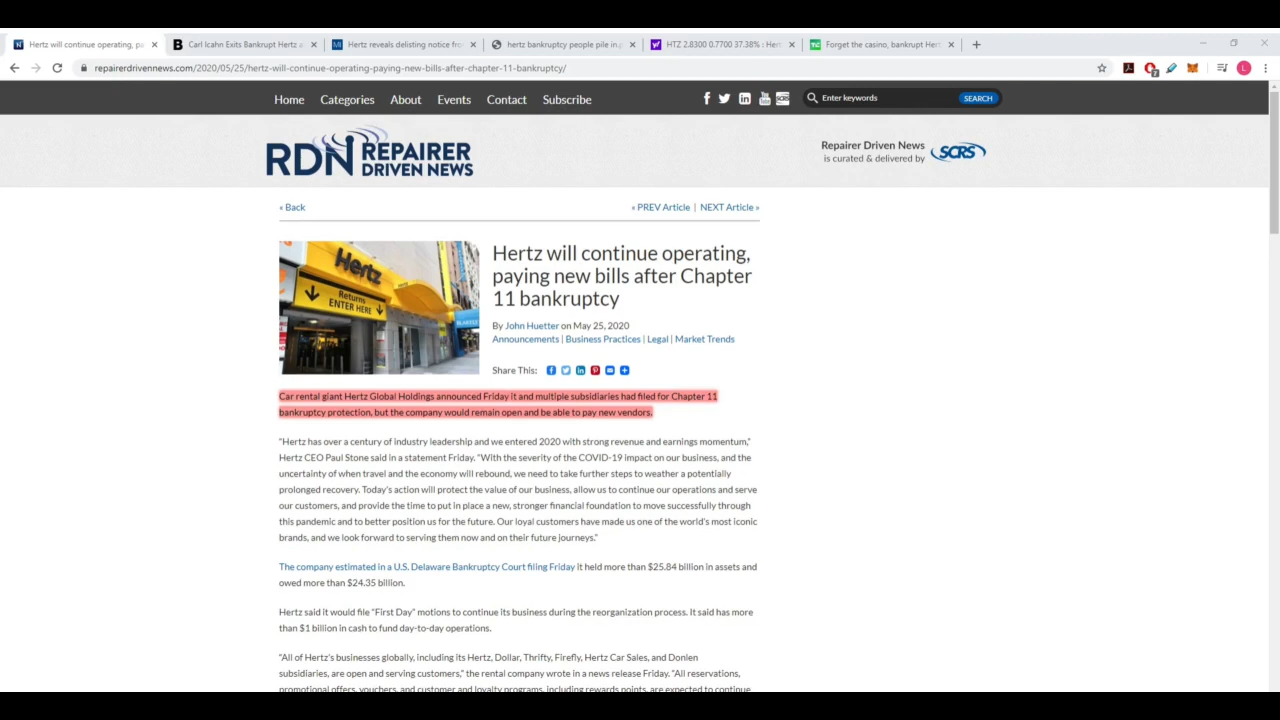 Hertz will continue operating, pa
Carl Icahn Exits Bankrupt Hertz a
Hertz reveals delisting notice fro
hertz bankruptcy people pile in.p
HTZ 2.8300 0.7700 37.38% : Hert
Forget the casino, bankrupt Hert
repairerdrivennews.com/2020/05/25/hertz-will-continue-operating-paying-new-bills-after-chapter-11-bankruptcy/
Home Categories About Events Contact Subscribe
Enter keywords
SEARCH
RDN REPAIRER
DRIVEN NEWS
Repairer Driven News
is curated & delivered by
SCRS
« Back
« PREV Article | NEXT Article »
Hertz
Returns
ENTER HERE
Hertz will continue operating,
paying new bills after Chapter
11 bankruptcy
By John Huetter on May 25, 2020
Announcements | Business Practices | Legal | Market Trends
Share This:
Car rental giant Hertz Global Holdings announced Friday it and multiple subsidiaries had filed for Chapter 11
bankruptcy protection, but the company would remain open and be able to pay new vendors.
“Hertz has over a century of industry leadership and we entered 2020 with strong revenue and earnings momentum,”
Hertz CEO Paul Stone said in a statement Friday. “With the severity of the COVID-19 impact on our business, and the
uncertainty of when travel and the economy will rebound, we need to take further steps to weather a potentially
prolonged recovery. Today’s action will protect the value of our business, allow us to continue our operations and serve
our customers, and provide the time to put in place a new, stronger financial foundation to move successfully through
this pandemic and to better position us for the future. Our loyal customers have made us one of the world’s most iconic
brands, and we look forward to serving them now and on their future journeys.”
The company estimated in a U.S. Delaware Bankruptcy Court filing Friday it held more than $25.84 billion in assets and
owed more than $24.35 billion.
Hertz said it would file “First Day” motions to continue its business during the reorganization process. It said has more
than $1 billion in cash to fund day-to-day operations.
“All of Hertz’s businesses globally, including its Hertz, Dollar, Thrifty, Firefly, Hertz Car Sales, and Donlen
subsidiaries, are open and serving customers,” the rental company wrote in a news release Friday. “All reservations,
promotional offers, vouchers, and customer and loyalty programs, including rewards points, are expected to continue